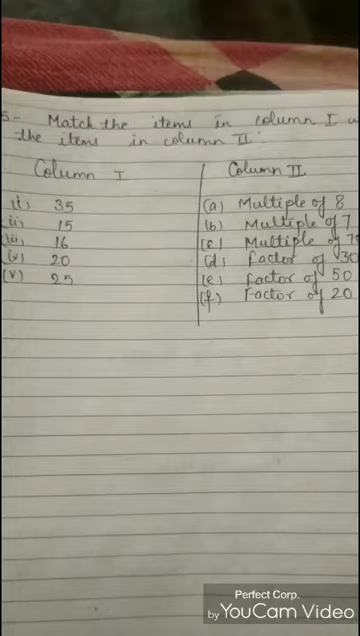 5- Match the items in column I
the items in column II
Column I
Column II
(i) 35
(a) Multiple of 8
(ii) 15
(b) Multiple of 7
(iii) 16
(c) Multiple of 70
(iv) 20
(d) factor of 30
(v) 25
(e) factor of 50
(f) Factor of 20
Perfect Corp.
by YouCam Video